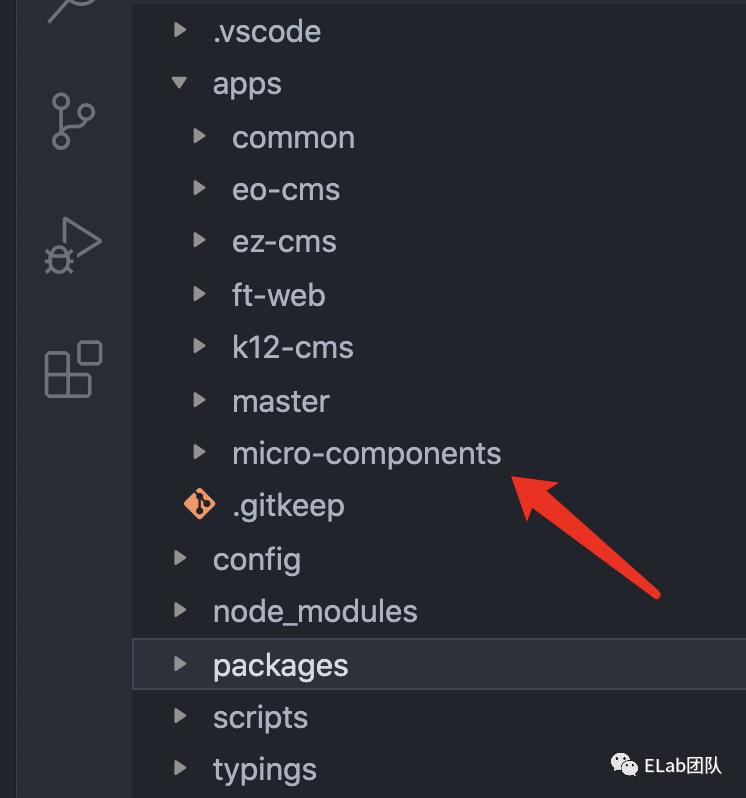 .vscode
apps
common
eo-cms
ez-cms
ft-web
k12-cms
master
micro-components
.gitkeep
config
node_modules
packages
scripts
typings
ELab团队